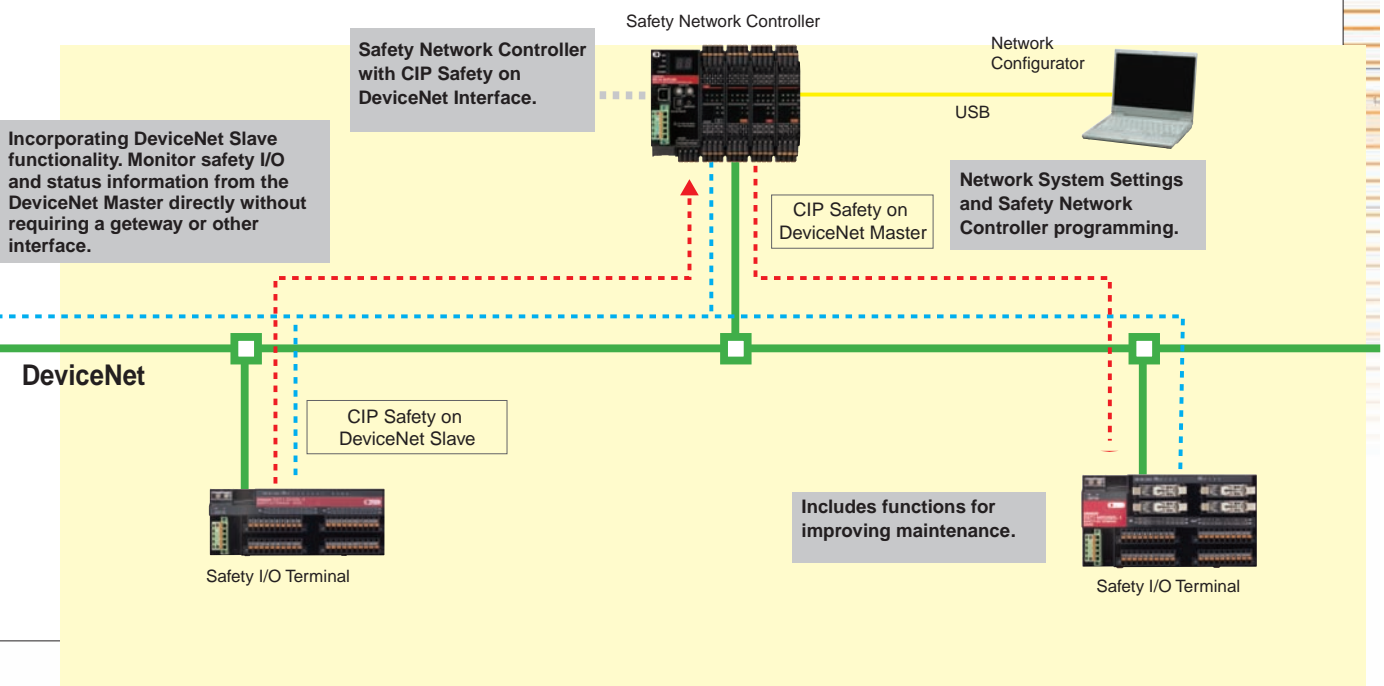 Safety Network Controller
Safety Network Controller
with CIP Safety on
DeviceNet Interface.
Network
Configurator
USB
Incorporating DeviceNet Slave
functionality. Monitor safety I/O
and status information from the
DeviceNet Master directly without
requiring a geteway or other
interface.
CIP Safety on
DeviceNet Master
Network System Settings
and Safety Network
Controller programming.
DeviceNet
CIP Safety on
DeviceNet Slave
Includes functions for
improving maintenance.
Safety I/O Terminal
Safety I/O Terminal